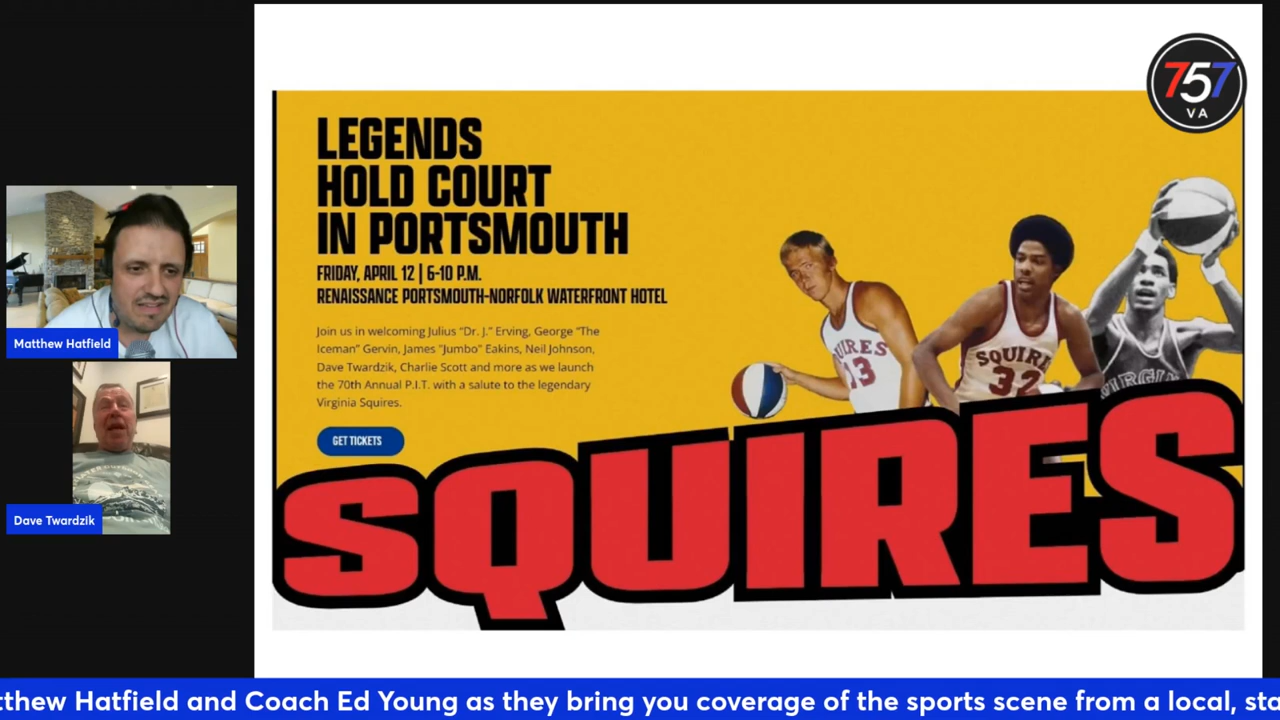 757
VA
LEGENDS
HOLD COURT
IN PORTSMOUTH
FRIDAY, APRIL 12 | 6-10 P.M.
RENAISSANCE PORTSMOUTH-NORFOLK WATERFRONT HOTEL
Join us in welcoming Julius "Dr. J." Erving, George "The
Iceman" Gervin, James "Jumbo" Eakins, Neil Johnson,
Dave Twardzik, Charlie Scott and more as we launch
the 70th Annual P.I.T. with a salute to the legendary
Virginia Squires.
GET TICKETS
UIRES
13
SQUIRE
32
VIRGIN
SQUIRES
Matthew Hatfield
Dave Twardzik
tthew Hatfield and Coach Ed Young as they bring you coverage of the sports scene from a local, sta